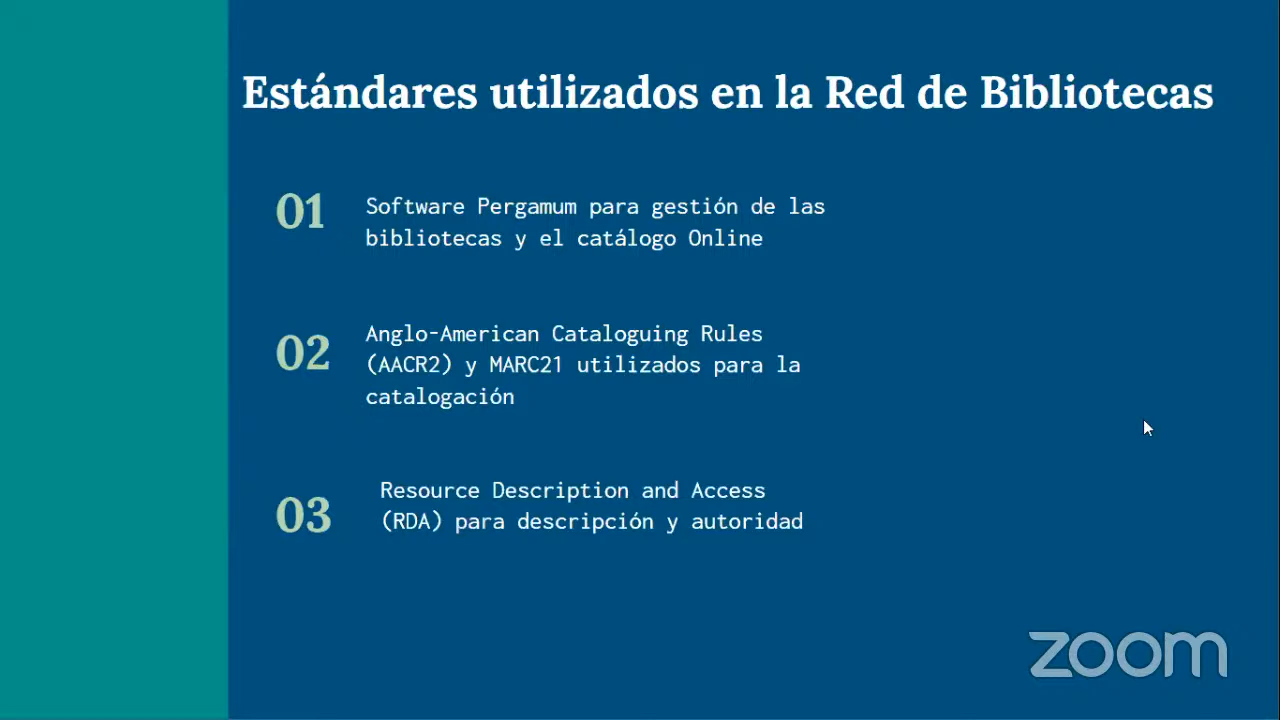 Estándares utilizados en la Red de Bibliotecas
01
Software Pergamum para gestión de las
bibliotecas y el catálogo Online
02
Anglo-American Cataloguing Rules
(AACR2) y MARC21 utilizados para la
catalogación
03
Resource Description and Access
(RDA) para descripción y autoridad
zoom